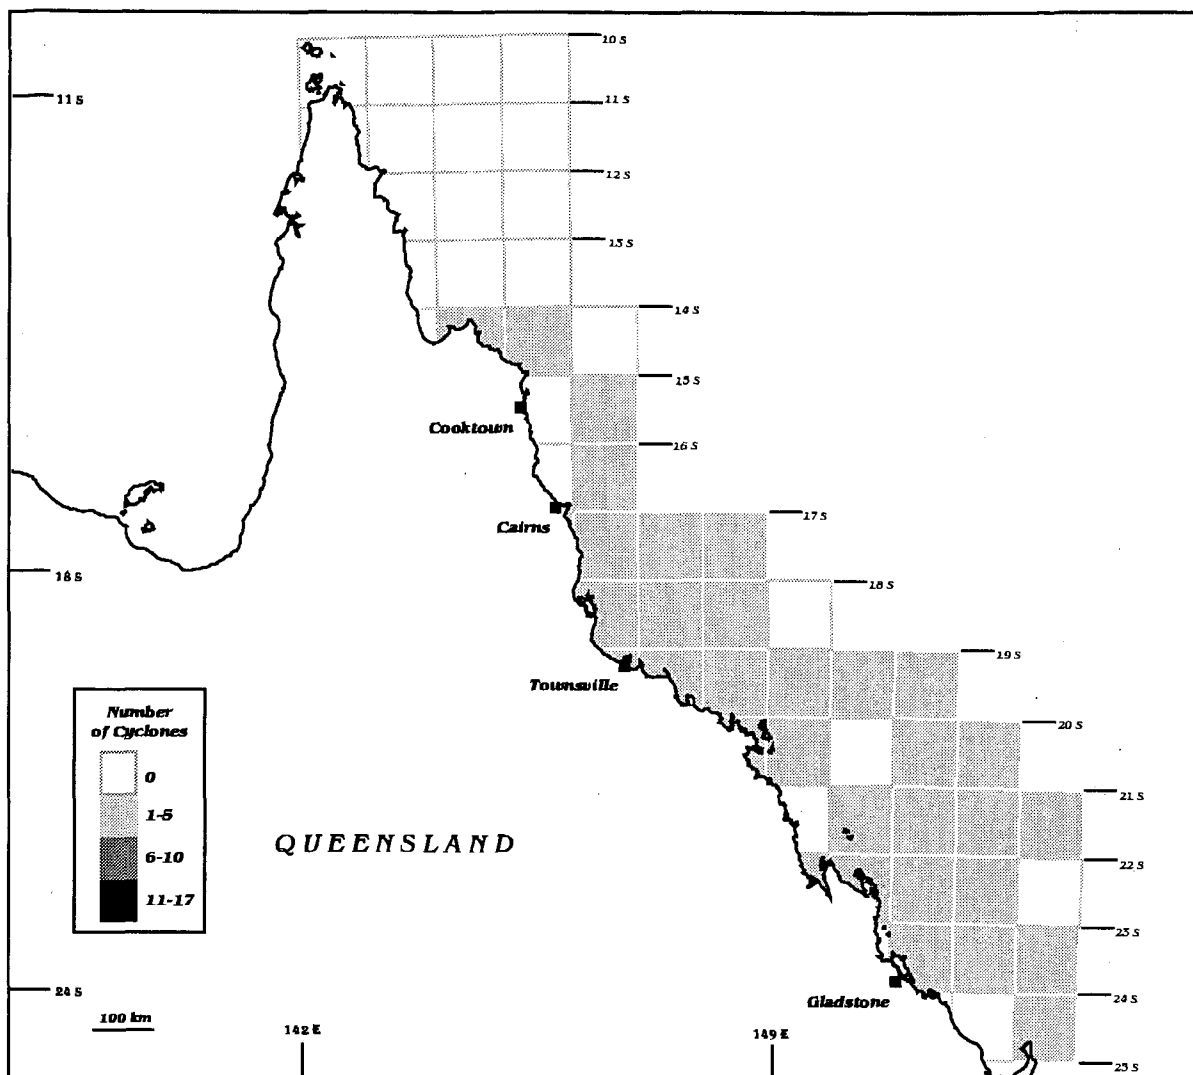 10 S
11 S
11 S
12 S
13 S
14 S
15 S
Cooktown
16 S
Cairns
17 S
18 S
18 S
19 S
Townsville
20 S
Number
of Cyclones
0
1-5
6-10
11-17
21 S
QUEENSLAND
22 S
23 S
24 S
Gladstone
24 S
100 km
142 E
149 E
25 S